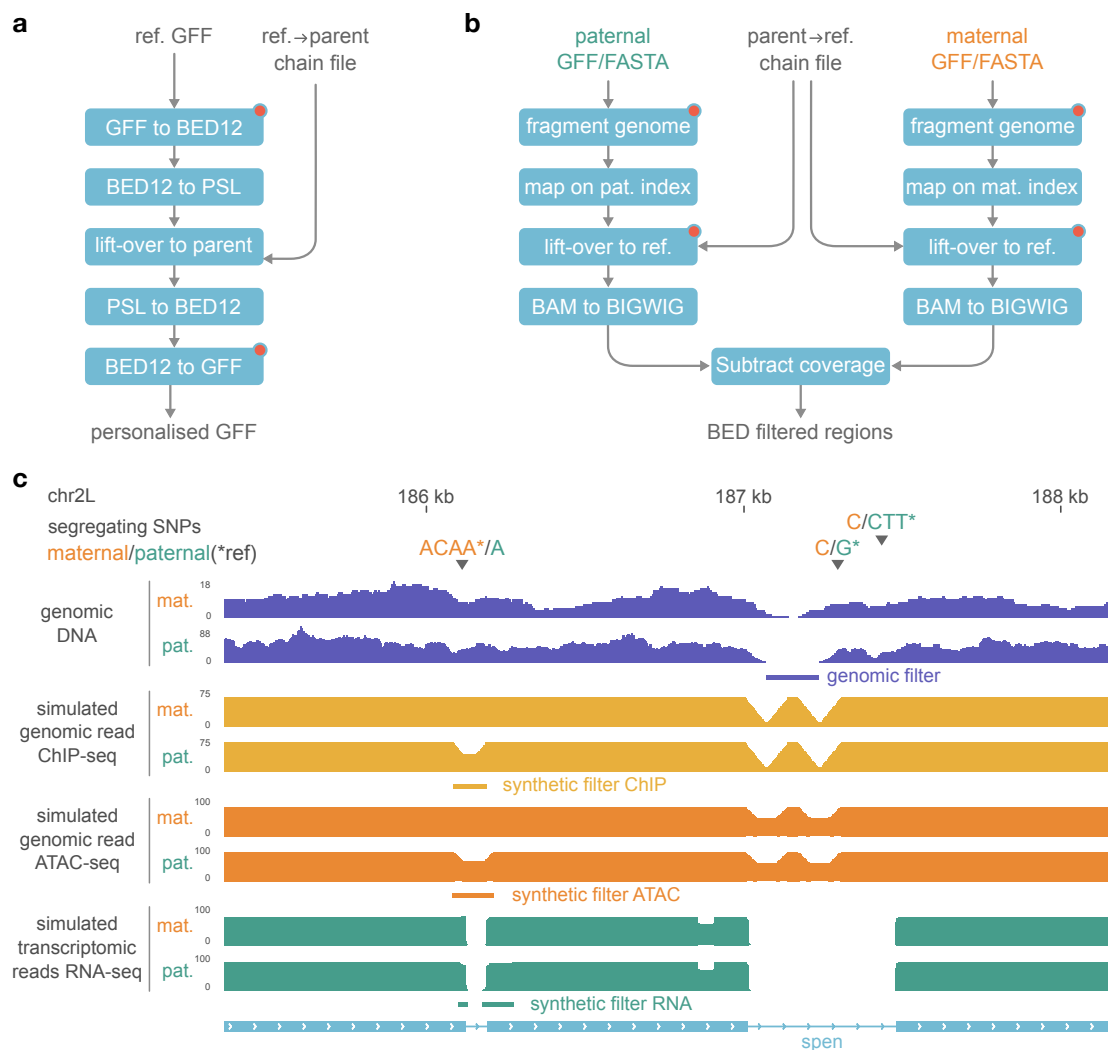 a
ref. GFF
ref.→parent
chain file
GFF to BED12
BED12 to PSL
lift-over to parent
PSL to BED12
BED12 to GFF
personalised GFF
b
paternal
GFF/FASTA
parent→ref.
chain file
maternal
GFF/FASTA
fragment genome
fragment genome
map on pat. index
map on mat. index
lift-over to ref.
lift-over to ref.
BAM to BIGWIG
BAM to BIGWIG
Subtract coverage
BED filtered regions
c
chr2L
186 kb
187 kb
188 kb
segregating SNPs
maternal/paternal(*ref)
ACAA*/A
C/CTT*
C/G*
genomic
DNA
mat.
18
0
pat.
88
0
genomic filter
simulated
genomic read
ChIP-seq
mat.
75
0
pat.
75
0
synthetic filter ChIP
simulated
genomic read
ATAC-seq
mat.
100
0
pat.
100
0
synthetic filter ATAC
simulated
transcriptomic
reads RNA-seq
mat.
100
0
pat.
100
0
synthetic filter RNA
spen